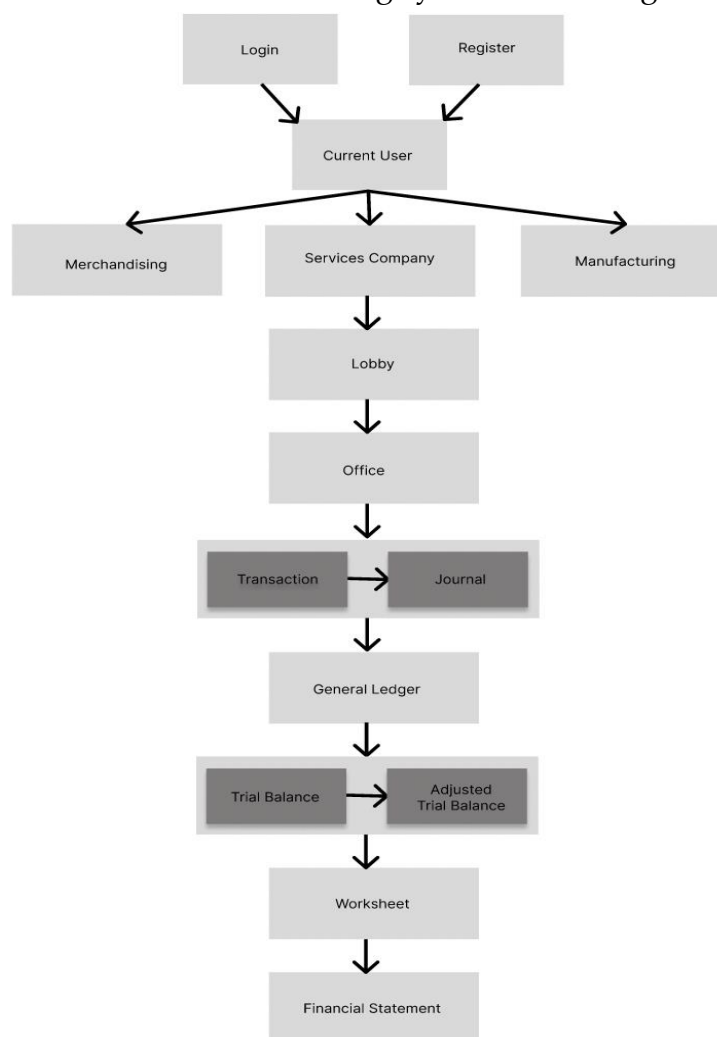 Login
Register
Current User
Merchandising
Services Company
Manufacturing
Lobby
Office
Transaction
Journal
General Ledger
Trial Balance
Adjusted
Trial Balance
Worksheet
Financial Statement